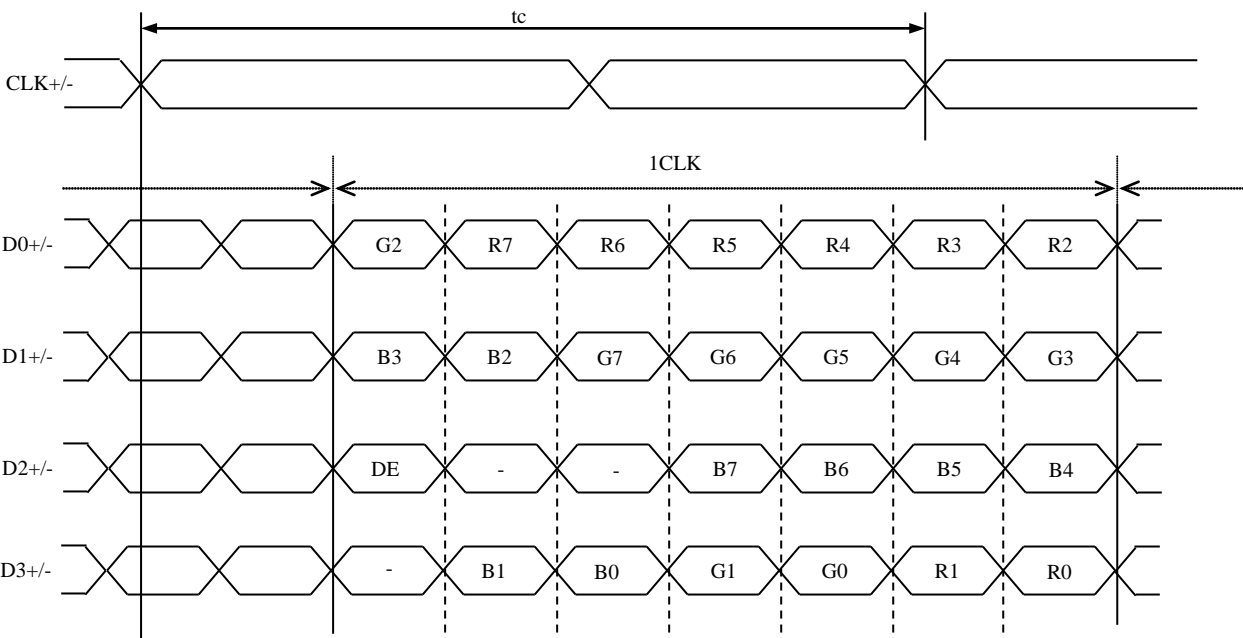 tc
CLK+/-
1CLK
D0+/- G2 R7 R6 R5 R4 R3 R2
D1+/- B3 B2 G7 G6 G5 G4 G3
D2+/- DE - - B7 B6 B5 B4
D3+/- - B1 B0 G1 G0 R1 R0